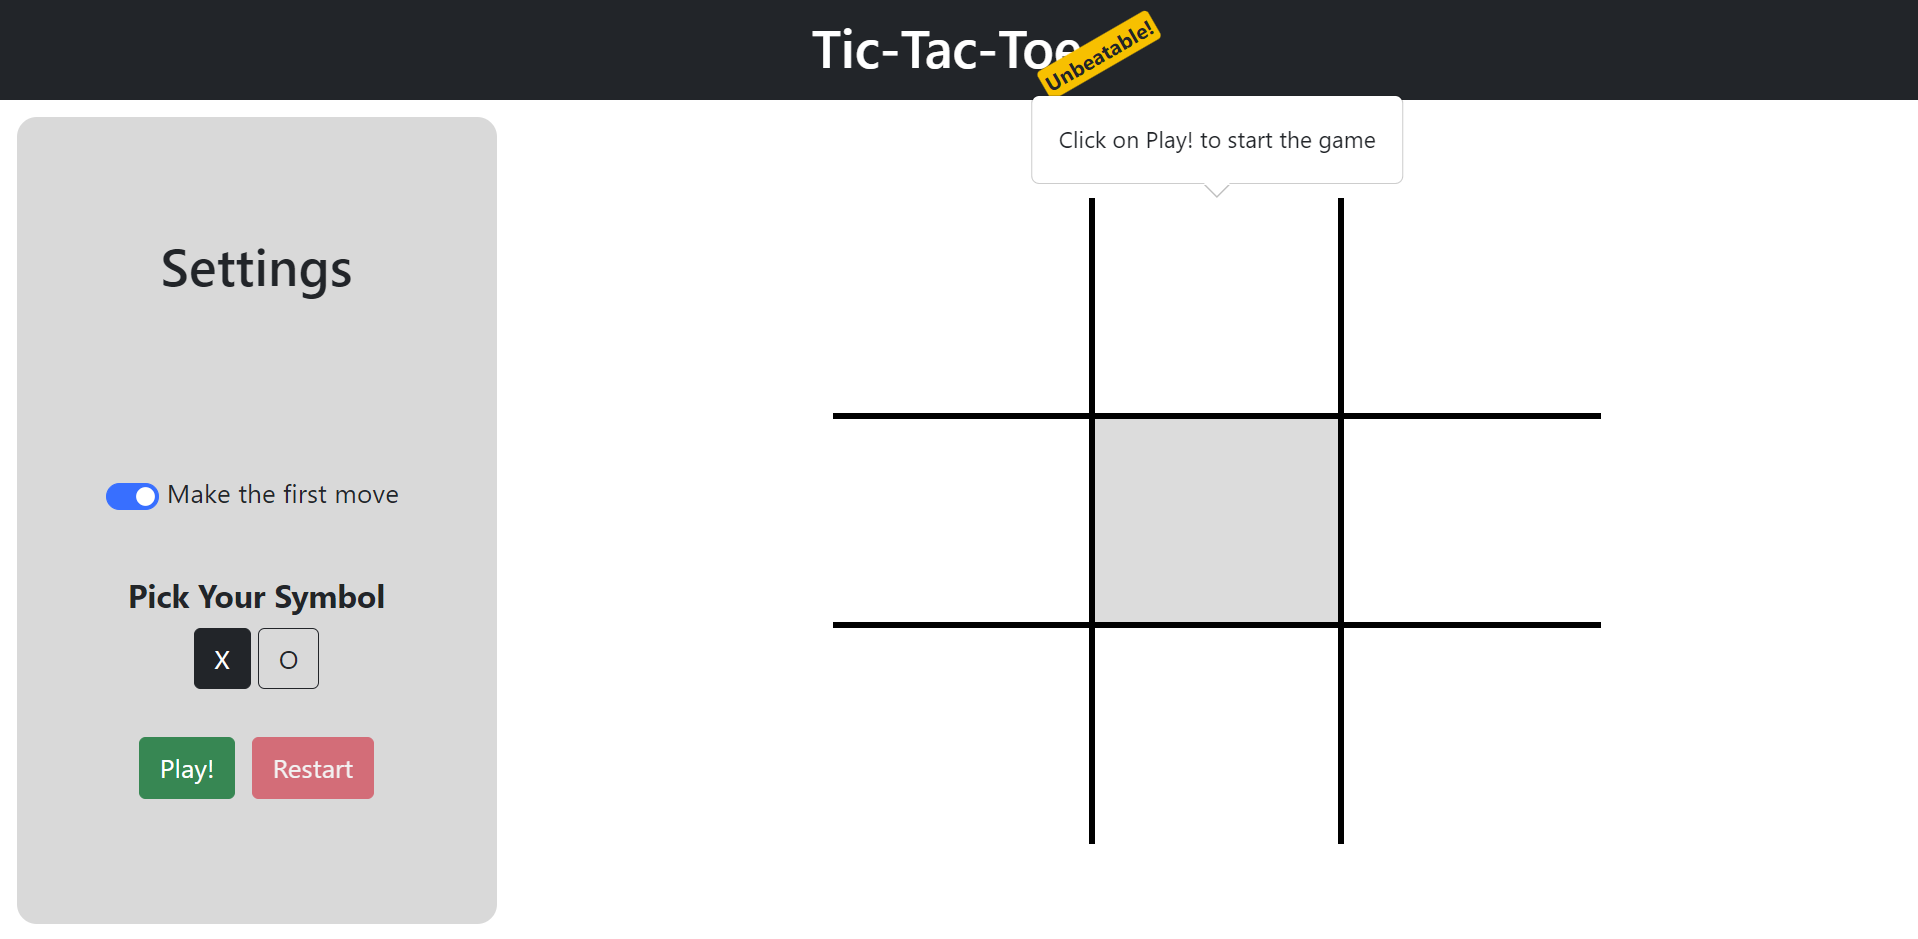 Tic-Tac-Toe
Unbeatable!
Click on Play! to start the game
Settings
Make the first move
Pick Your Symbol
X O
Play! Restart